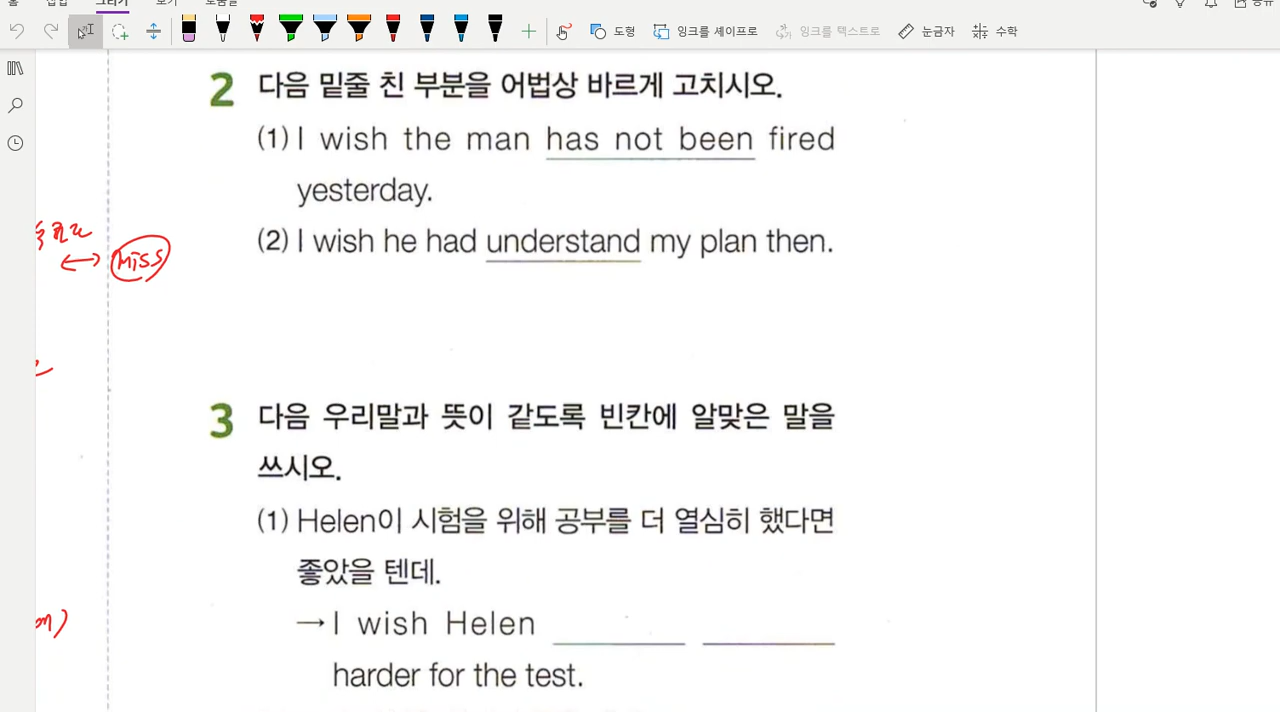 도형
잉크를 셰이프로
잉크를 텍스트로
눈금자
수학
2 다음 밑줄 친 부분을 어법상 바르게 고치시오.
(1) I wish the man has not been fired
yesterday.
(2) I wish he had understand my plan then.
MISS
3 다음 우리말과 뜻이 같도록 빈칸에 알맞은 말을
쓰시오.
(1) Helen이 시험을 위해 공부를 더 열심히 했다면
좋았을 텐데.
→ I wish Helen
harder for the test.